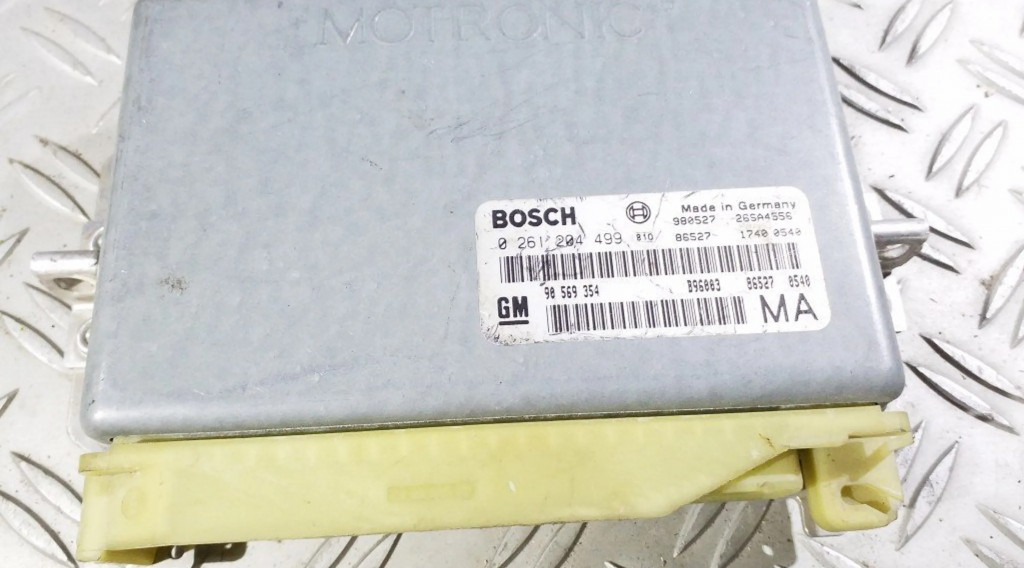 MOTRONIC
BOSCH Made in Germany
980527 26SA4556
0 261 204 499 BIO 86527 1740 0540
90 569 354 B96003 86527 0540
GM MA